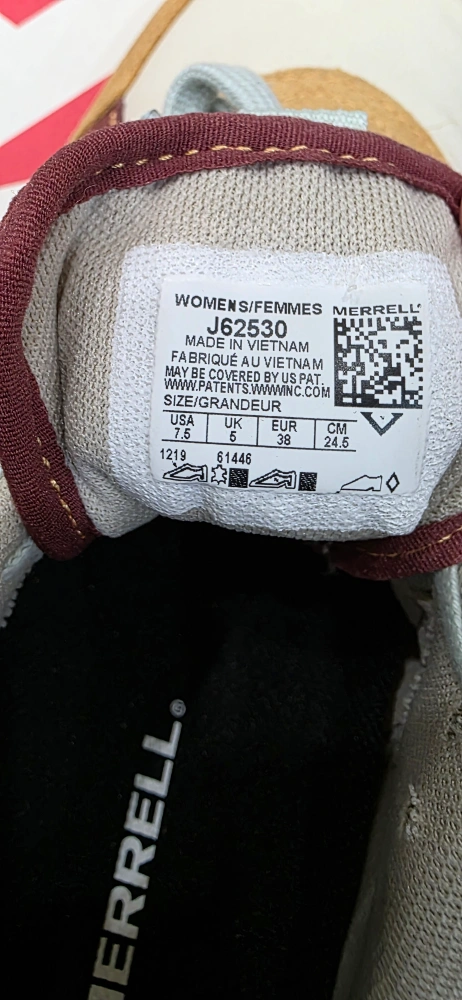 WOMENS/FEMMES MERRELL
J62530
MADE IN VIETNAM
FABRIQUÉ AU VIETNAM
MAY BE COVERED BY US PAT.
WWW.PATENTS.WWWINC.COM
SIZE/GRANDEUR
USA UK EUR CM
7.5 5 38 24.5
1219 61446
MERRELL®